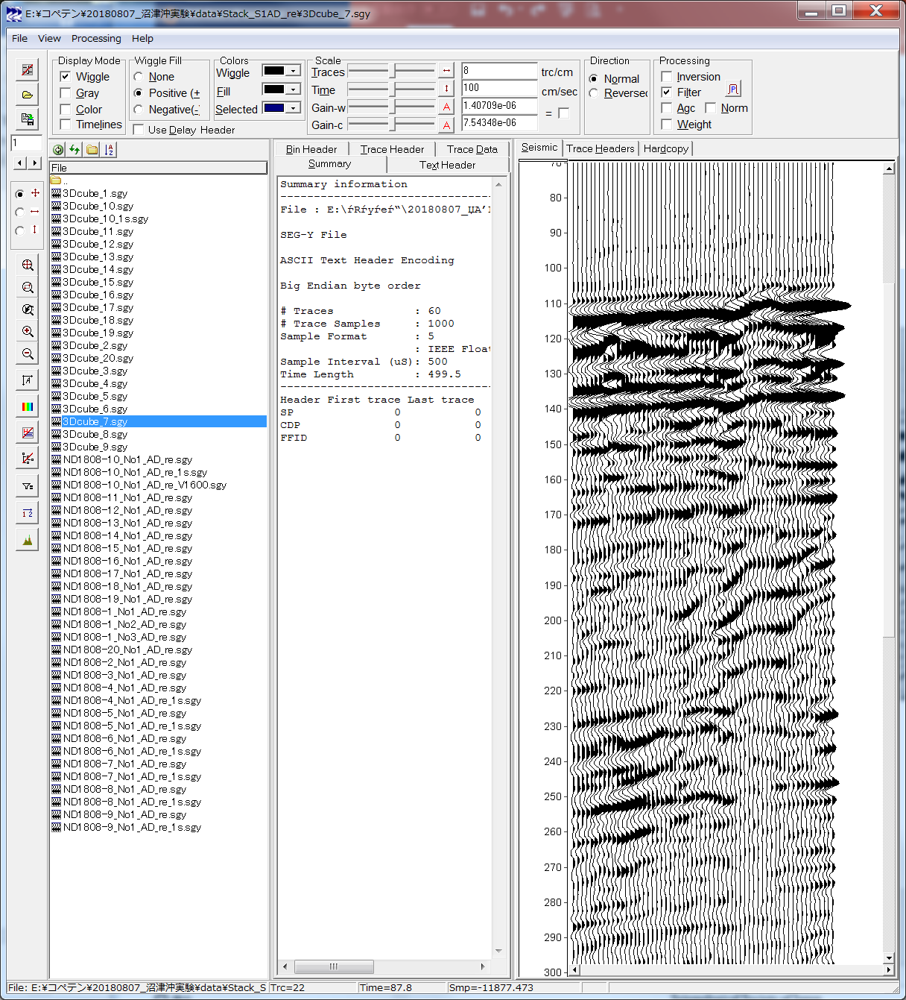 E:¥コペテン¥20180807_沼津沖実験¥data¥Stack_S1AD_re¥3Dcube_7.sgy
File View Processing Help
Display Mode
Wiggle
Gray
Color
Timelines
Wiggle Fill
None
Positive (+
Negative(-
Use Delay Header
Colors
Wiggle
Fill
Selected
Scale
Traces 8 trc/cm
Time 100 cm/sec
Gain-w 1.40709e-06
Gain-c 7.54348e-06
=
Direction
Normal
Reversed
Processing
Inversion
Filter
Agc Norm
Weight
1
File
..
3Dcube_1.sgy
3Dcube_10.sgy
3Dcube_10_1s.sgy
3Dcube_11.sgy
3Dcube_12.sgy
3Dcube_13.sgy
3Dcube_14.sgy
3Dcube_15.sgy
3Dcube_16.sgy
3Dcube_17.sgy
3Dcube_18.sgy
3Dcube_19.sgy
3Dcube_2.sgy
3Dcube_20.sgy
3Dcube_3.sgy
3Dcube_4.sgy
3Dcube_5.sgy
3Dcube_6.sgy
3Dcube_7.sgy
3Dcube_8.sgy
3Dcube_9.sgy
ND1808-10_No1_AD_re.sgy
ND1808-10_No1_AD_re_1s.sgy
ND1808-10_No1_AD_re_V1600.sgy
ND1808-11_No1_AD_re.sgy
ND1808-12_No1_AD_re.sgy
ND1808-13_No1_AD_re.sgy
ND1808-14_No1_AD_re.sgy
ND1808-15_No1_AD_re.sgy
ND1808-16_No1_AD_re.sgy
ND1808-17_No1_AD_re.sgy
ND1808-18_No1_AD_re.sgy
ND1808-19_No1_AD_re.sgy
ND1808-1_No1_AD_re.sgy
ND1808-1_No2_AD_re.sgy
ND1808-1_No3_AD_re.sgy
ND1808-20_No1_AD_re.sgy
ND1808-2_No1_AD_re.sgy
ND1808-3_No1_AD_re.sgy
ND1808-4_No1_AD_re.sgy
ND1808-4_No1_AD_re_1s.sgy
ND1808-5_No1_AD_re.sgy
ND1808-5_No1_AD_re_1s.sgy
ND1808-6_No1_AD_re.sgy
ND1808-6_No1_AD_re_1s.sgy
ND1808-7_No1_AD_re.sgy
ND1808-7_No1_AD_re_1s.sgy
ND1808-8_No1_AD_re.sgy
ND1808-8_No1_AD_re_1s.sgy
ND1808-9_No1_AD_re.sgy
ND1808-9_No1_AD_re_1s.sgy
Bin Header Trace Header Trace Data
Summary Text Header
Summary information
File : E:\ѓRѓyѓeѓ“\20180807_
SEG-Y File
ASCII Text Header Encoding
Big Endian byte order
# Traces : 60
# Trace Samples : 1000
Sample Format : 5
: IEEE Float
Sample Interval (uS): 500
Time Length : 499.5
Header First trace Last trace
SP 0 0
CDP 0 0
FFID 0 0
Seismic Trace Headers Hardcopy
70
80
90
100
110
120
130
140
150
160
170
180
190
200
210
220
230
240
250
260
270
280
290
300
File: E:¥コペテン¥20180807_沼津沖実験¥data¥Stack_S Trc=22 Time=87.8 Smp=-11877.473